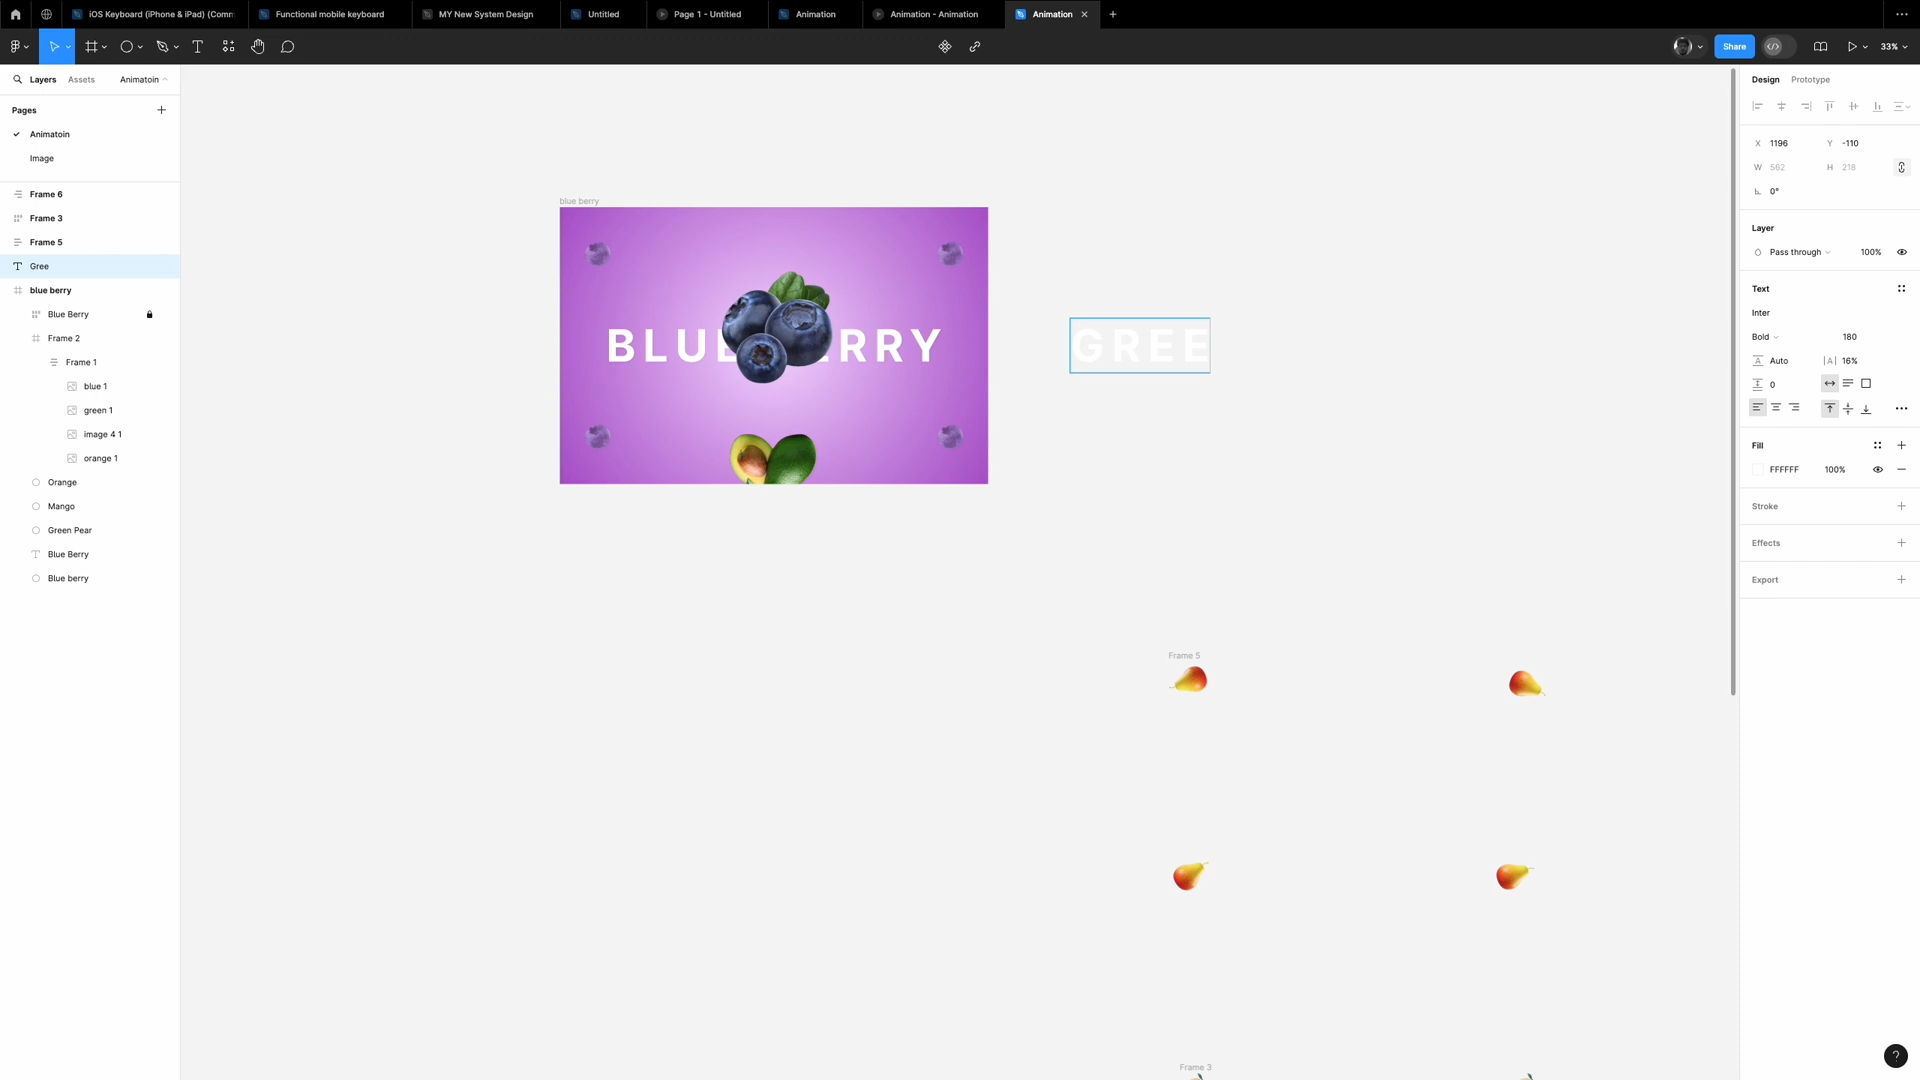 iOS Keyboard (iPhone & iPad) (Comm
Functional mobile keyboard
MY New System Design
Untitled
Page 1 - Untitled
Animation
Animation - Animation
Animation
Share
33%
Layers
Assets
Animatoin
Pages
Animatoin
Image
Frame 6
Frame 3
Frame 5
Gree
blue berry
Blue Berry
Frame 2
Frame 1
blue 1
green 1
image 4 1
orange 1
Orange
Mango
Green Pear
Blue Berry
Blue berry
blue berry
BLUE ERRY
GREE
Frame 5
Frame 3
Design
Prototype
X 1196 Y -110
W 562 H 218
0°
Layer
Pass through 100%
Text
Inter
Bold 180
A Auto |A| 16%
0
Fill
FFFFFF 100%
Stroke
Effects
Export
?